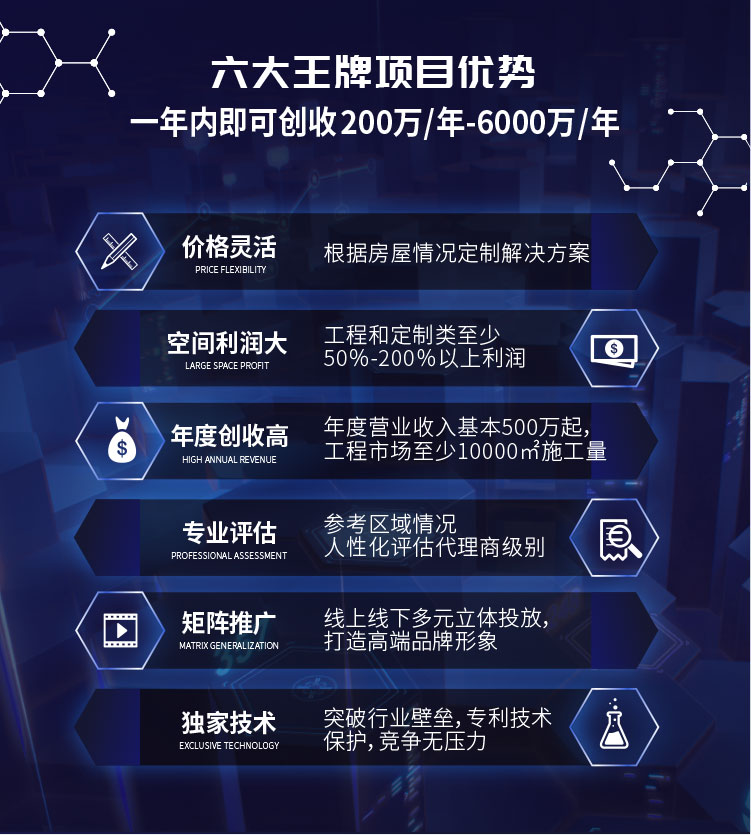 六大王牌项目优势
一年内即可创收200万/年-6000万/年
价格灵活
PRICE FLEXIBILITY
根据房屋情况定制解决方案
空间利润大
LARGE SPACE PROFIT
工程和定制类至少
50%-200%以上利润
年度创收高
HIGH ANNUAL REVENUE
年度营业收入基本500万起，
工程市场至少10000㎡施工量
专业评估
PROFESSIONAL ASSESSMENT
参考区域情况
人性化评估代理商级别
矩阵推广
MATRIX GENERALIZATION
线上线下多元立体投放，
打造高端品牌形象
独家技术
EXCLUSIVE TECHNOLOGY
突破行业壁垒，专利技术
保护，竞争无压力